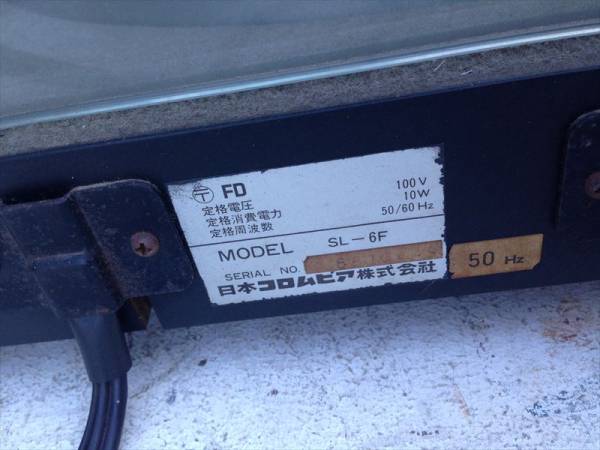 〒 FD
定格電圧 100V
定格消費電力 10W
定格周波数 50/60 Hz
MODEL SL-6F
SERIAL NO.
日本コロムビア株式会社
50 Hz